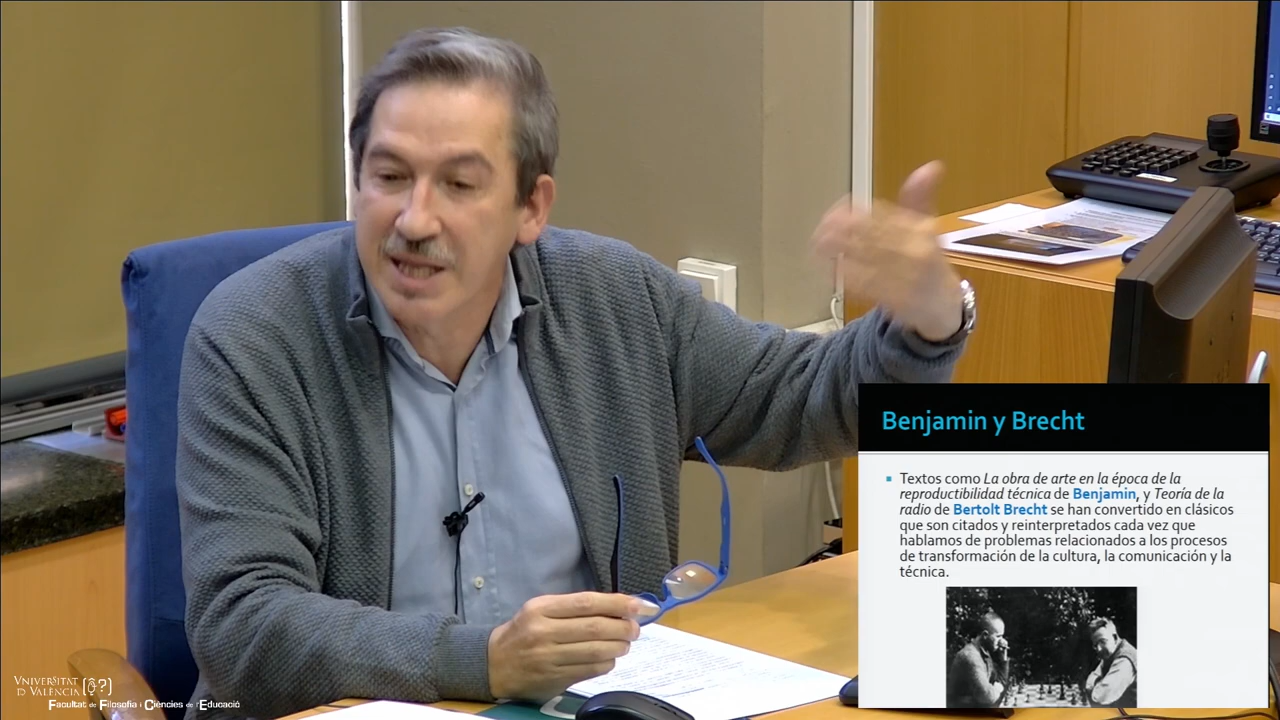 Benjamin y Brecht
Textos como La obra de arte en la época de la
reproductibilidad técnica de Benjamin, y Teoría de la
radio de Bertolt Brecht se han convertido en clásicos
que son citados y reinterpretados cada vez que
hablamos de problemas relacionados a los procesos
de transformación de la cultura, la comunicación y la
técnica.
VNIVERSITAT
D VALÈNCIA (ò?)
Facultat de Filosofia i Ciències de l'Educació